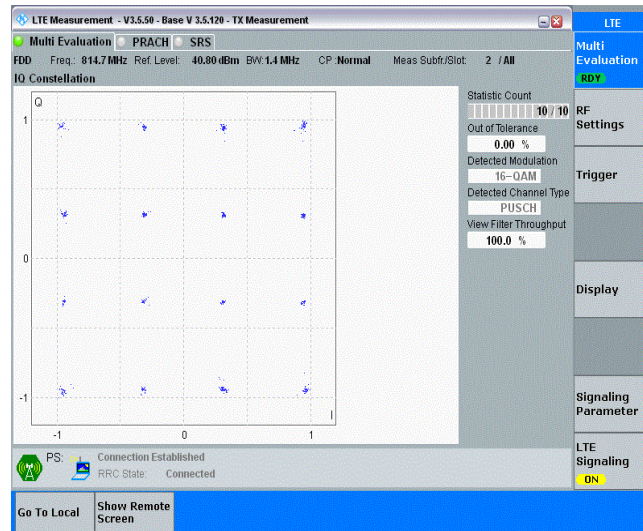 LTE Measurement - V3.5.50 - Base V 3.5.120 - TX Measurement
LTE
Multi Evaluation PRACH SRS
Multi
Evaluation
RDY
FDD Freq.: 814.7 MHz Ref. Level: 40.80 dBm BW: 1.4 MHz CP :Normal Meas Subfr./Slot: 2 / All
IQ Constellation
Q
Statistic Count
10 / 10
Out of Tolerance
0.00 %
Detected Modulation
16-QAM
Detected Channel Type
PUSCH
View Filter Throughput
100.0 %
1
0
-1
I
-1 0 1
RF
Settings
Trigger
Display
Signaling
Parameter
LTE
Signaling
ON
PS: Connection Established
RRC State: Connected
Go To Local
Show Remote
Screen